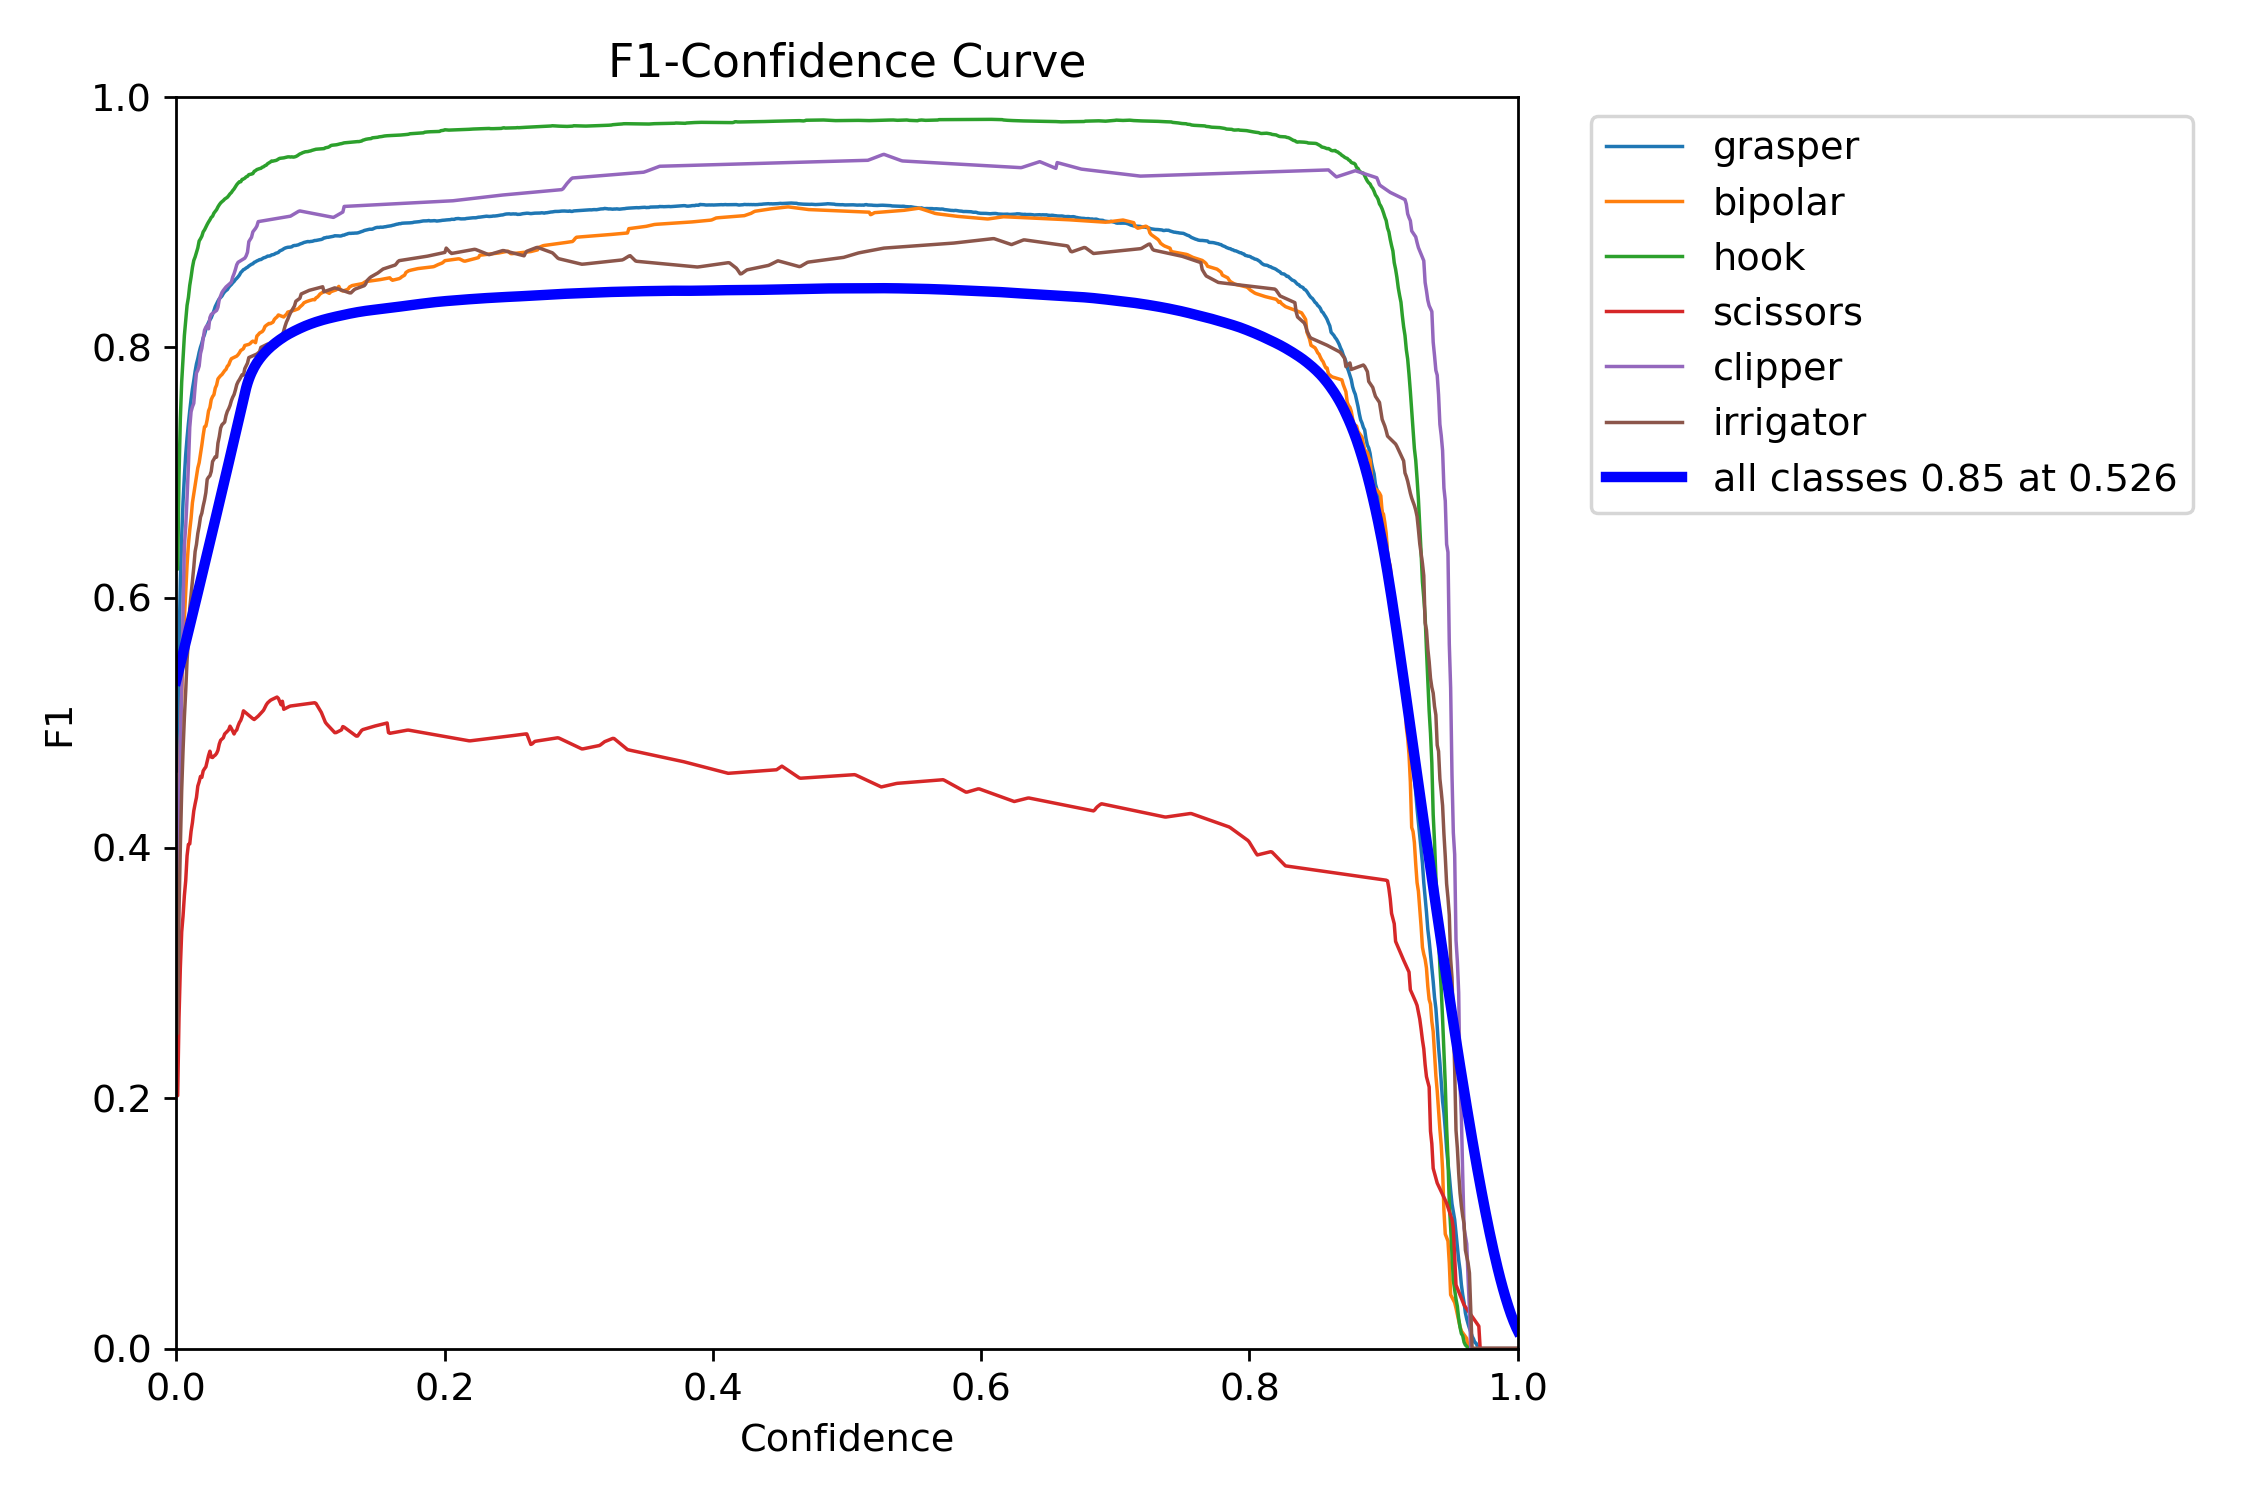 F1-Confidence Curve
1.0
0.8
0.6
0.4
0.2
0.0
F1
0.0 0.2 0.4 0.6 0.8 1.0
Confidence
grasper
bipolar
hook
scissors
clipper
irrigator
all classes 0.85 at 0.526